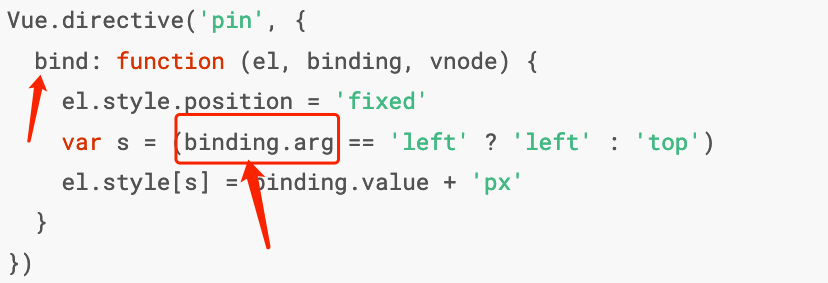 Vue.directive('pin', {
  bind: function (el, binding, vnode) {
    el.style.position = 'fixed'
    var s = (binding.arg == 'left' ? 'left' : 'top')
    el.style[s] = binding.value + 'px'
  }
})